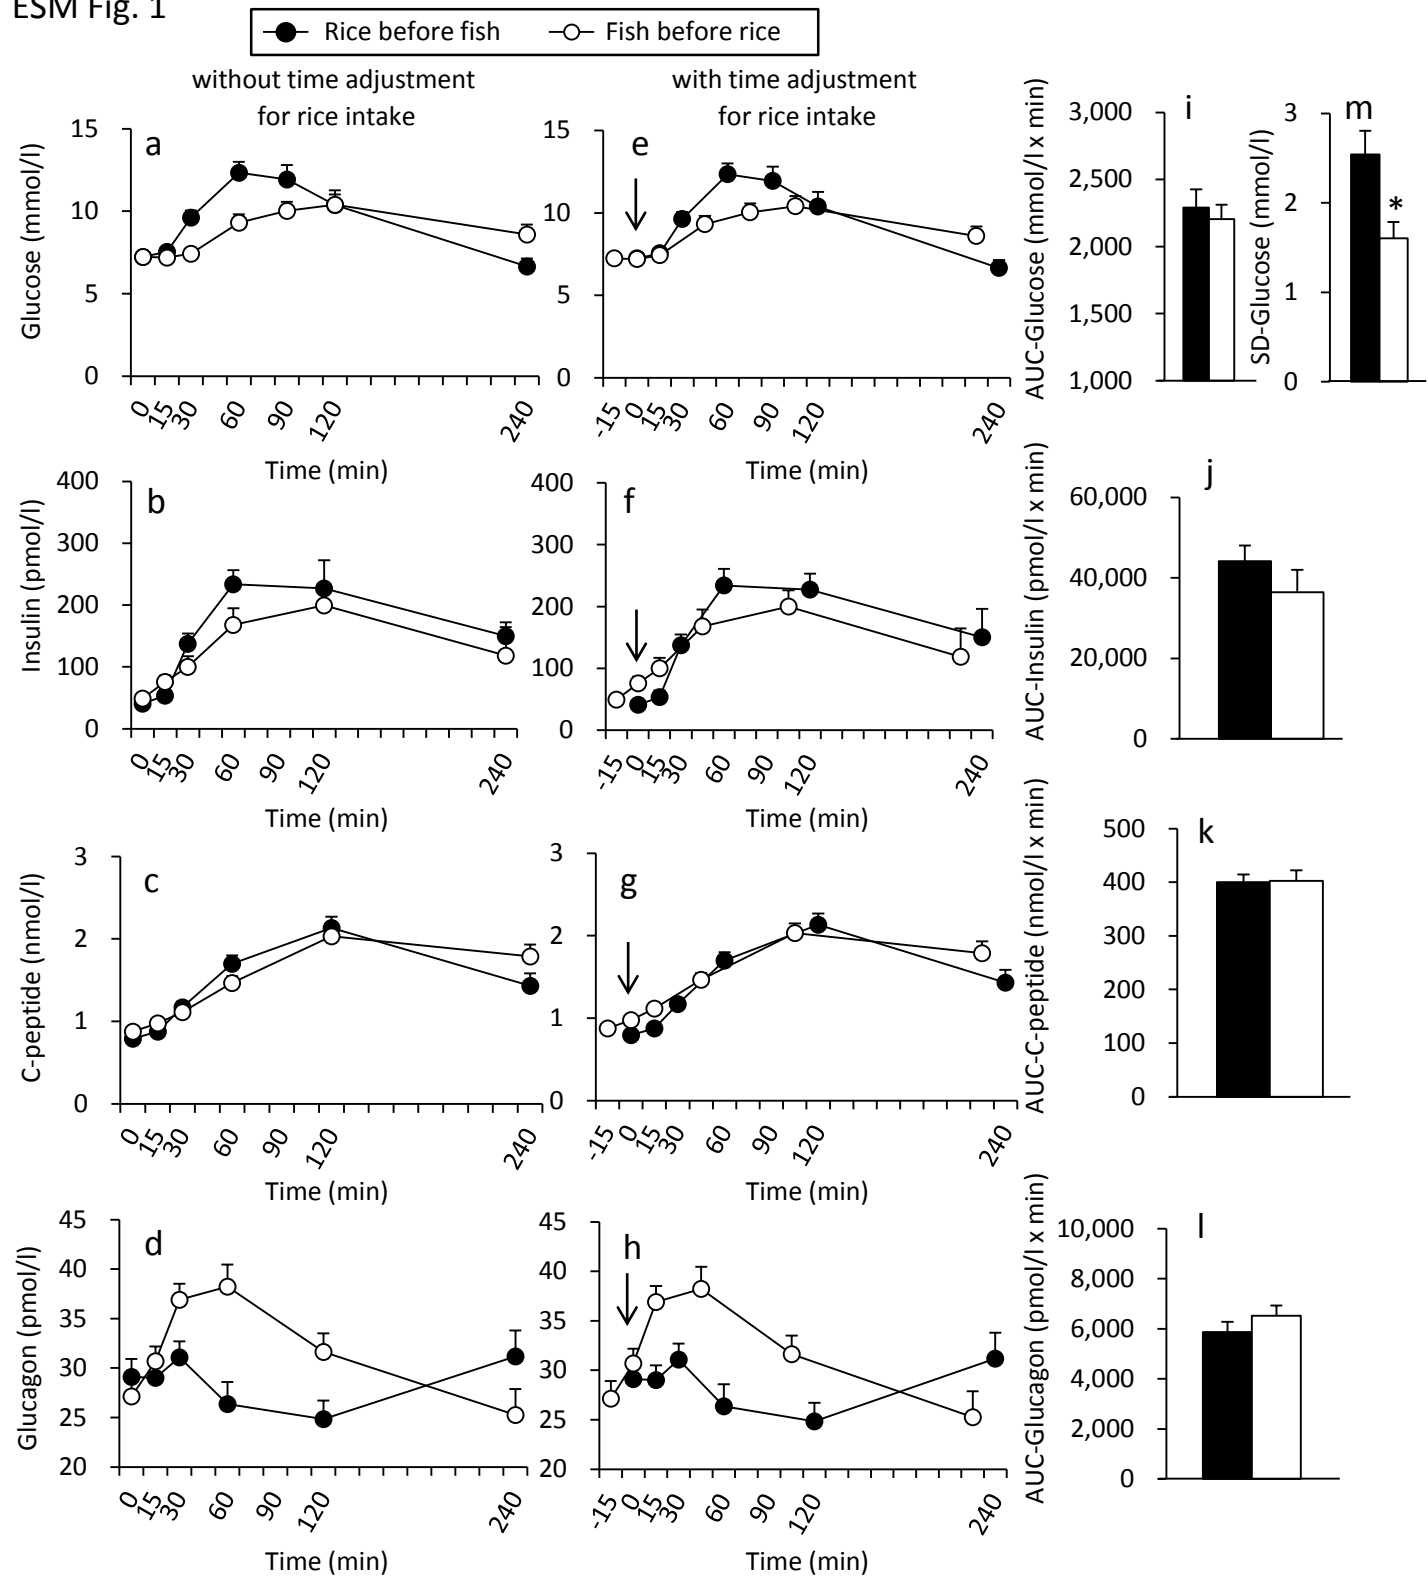 ESM Fig. 1
Rice before fish
Fish before rice
without time adjustment
for rice intake
with time adjustment
for rice intake
a
Glucose (mmol/l)
15
10
5
0
0 15 30 60 90 120 240
Time (min)
e
15
10
5
0
-15 0 15 30 60 90 120 240
Time (min)
i
AUC-Glucose (mmol/l x min)
3,000
2,500
2,000
1,500
1,000
m
SD-Glucose (mmol/l)
3
2
1
0
*
b
Insulin (pmol/l)
400
300
200
100
0
0 15 30 60 90 120 240
Time (min)
f
400
300
200
100
0
-15 0 15 30 60 90 120 240
Time (min)
j
AUC-Insulin (pmol/l x min)
60,000
40,000
20,000
0
c
C-peptide (nmol/l)
3
2
1
0
0 15 30 60 90 120 240
Time (min)
g
3
2
1
0
-15 0 15 30 60 90 120 240
Time (min)
k
AUC-C-peptide (nmol/l x min)
500
400
300
200
100
0
d
Glucagon (pmol/l)
45
40
35
30
25
20
0 15 30 60 90 120 240
Time (min)
h
45
40
35
30
25
20
-15 0 15 30 60 90 120 240
Time (min)
l
AUC-Glucagon (pmol/l x min)
10,000
8,000
6,000
4,000
2,000
0